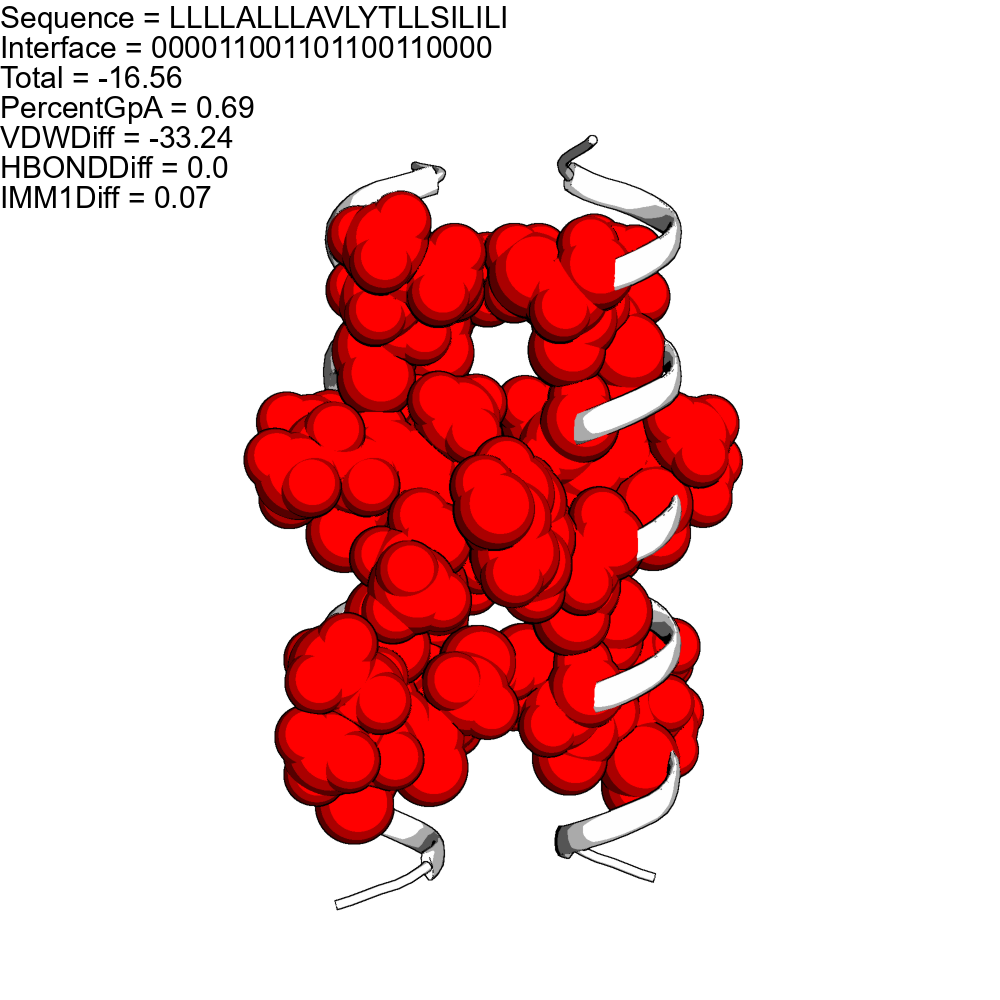 Sequence = LLLLALLLAVLYTLLSILILI
Interface = 000011001101100110000
Total = -16.56
PercentGpA = 0.69
VDWDiff = -33.24
HBONDDiff = 0.0
IMM1Diff = 0.07